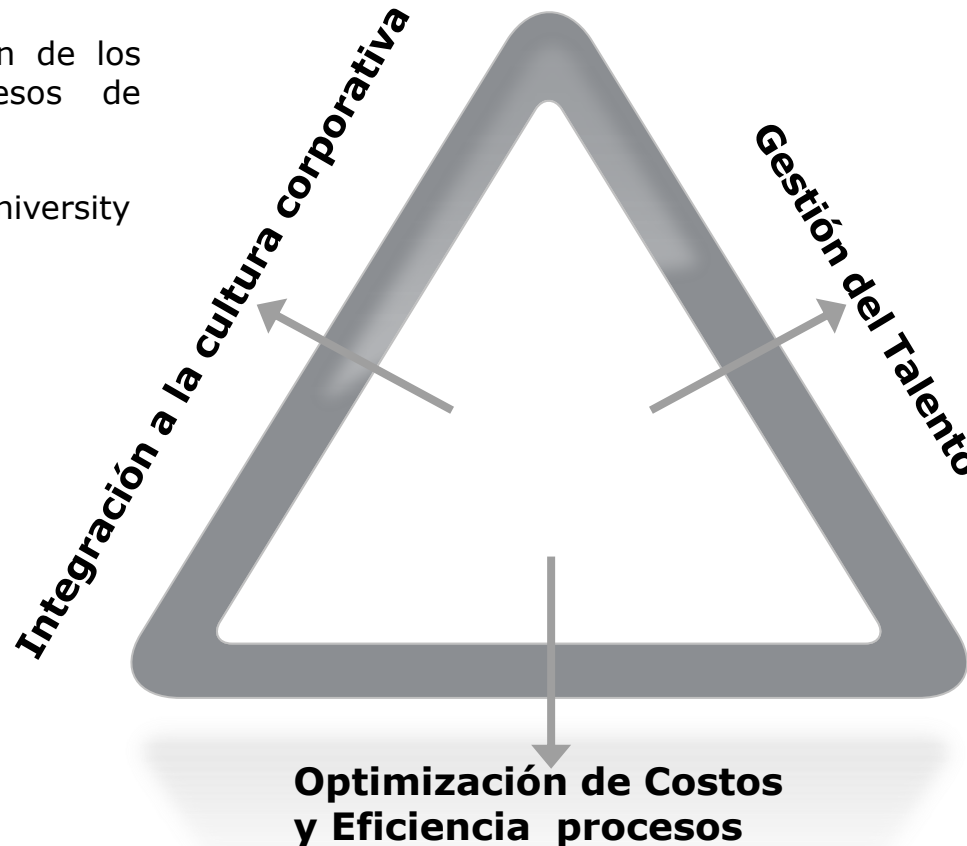 n de los
esos de
niversity
Integración a la cultura corporativa
Gestión del Talento
Optimización de Costos
y Eficiencia procesos